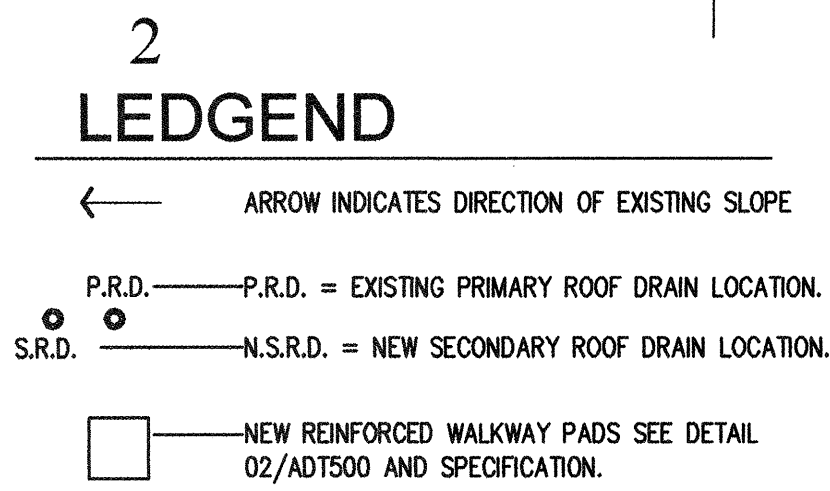 2
LEDGEND
ARROW INDICATES DIRECTION OF EXISTING SLOPE
P.R.D. P.R.D. = EXISTING PRIMARY ROOF DRAIN LOCATION.
S.R.D. N.S.R.D. = NEW SECONDARY ROOF DRAIN LOCATION.
NEW REINFORCED WALKWAY PADS SEE DETAIL
02/ADT500 AND SPECIFICATION.